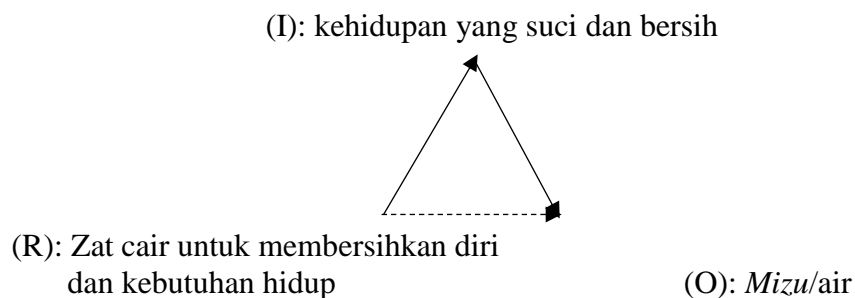 (I): kehidupan yang suci dan bersih
(R): Zat cair untuk membersihkan diri
dan kebutuhan hidup
(O): Mizu/air